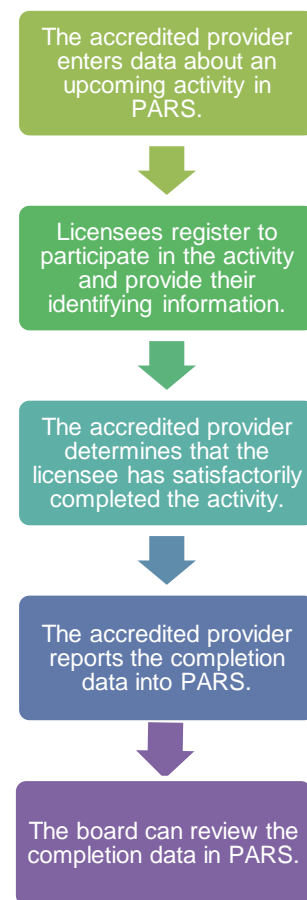 The accredited provider
enters data about an
upcoming activity in
PARS.
Licensees register to
participate in the activity
and provide their
identifying information.
The accredited provider
determines that the
licensee has satisfactorily
completed the activity.
The accredited provider
reports the completion
data into PARS.
The board can review the
completion data in PARS.